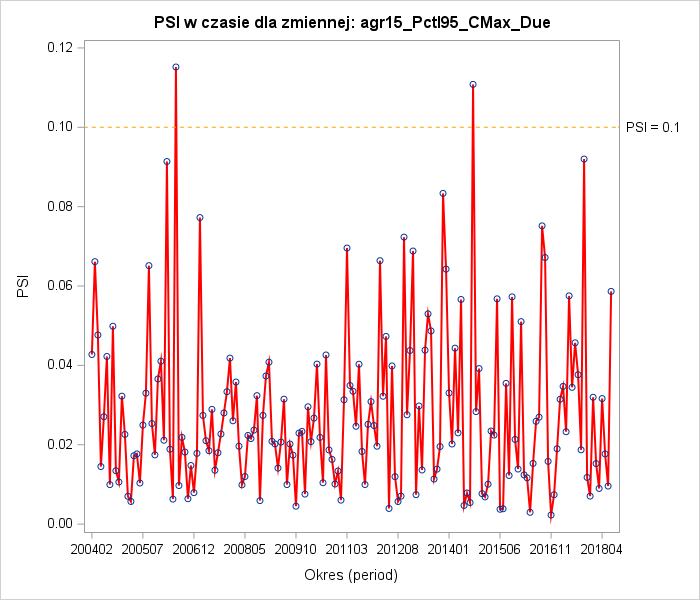 PSI w czasie dla zmiennej: agr15_Pctl95_CMax_Due
0.12
0.10
0.08
0.06
0.04
0.02
0.00
PSI
PSI = 0.1
200402 200507 200612 200805 200910 201103 201208 201401 201506 201611 201804
Okres (period)